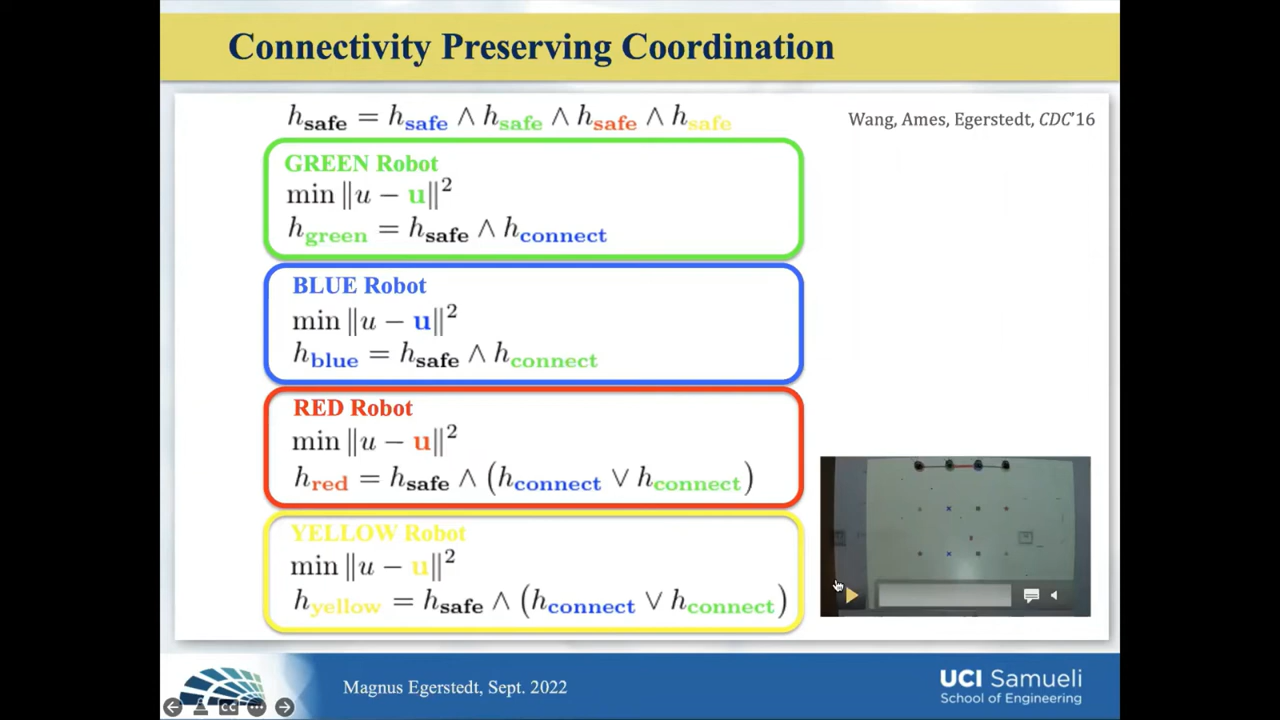 Connectivity Preserving Coordination
h_safe = h_safe ∧ h_safe ∧ h_safe ∧ h_safe
Wang, Ames, Egerstedt, CDC'16
GREEN Robot
min ‖u − u‖²
h_green = h_safe ∧ h_connect
BLUE Robot
min ‖u − u‖²
h_blue = h_safe ∧ h_connect
RED Robot
min ‖u − u‖²
h_red = h_safe ∧ (h_connect ∨ h_connect)
YELLOW Robot
min ‖u − u‖²
h_yellow = h_safe ∧ (h_connect ∨ h_connect)
Magnus Egerstedt, Sept. 2022
UCI Samueli
School of Engineering
CC